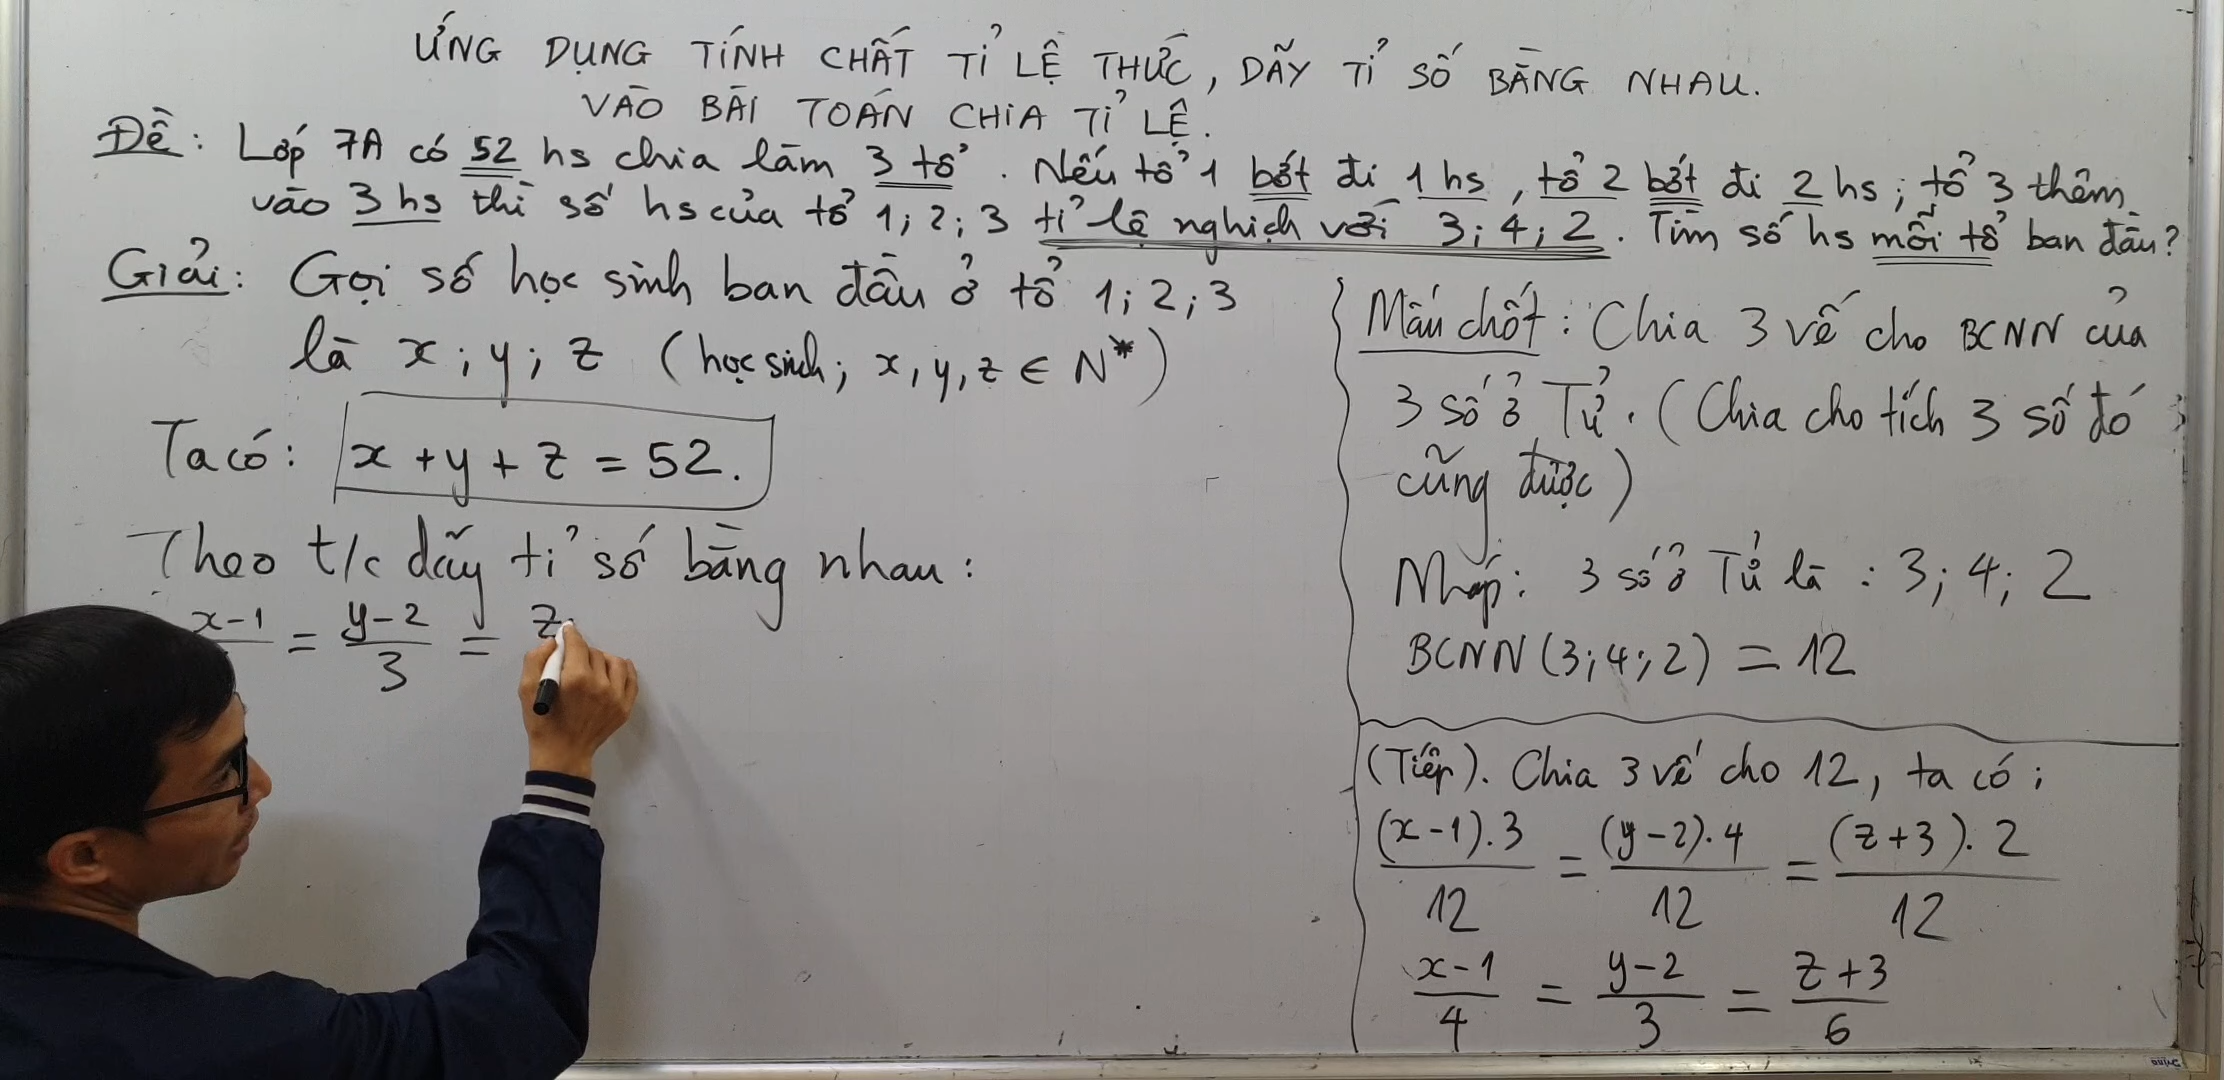 ỨNG DỤNG TÍNH CHẤT TỈ LỆ THỨC, DÃY TỈ SỐ BẰNG NHAU.
VÀO BÀI TOÁN CHIA TỈ LỆ.
Đề: Lớp 7A có 52 hs chia làm 3 tổ. Nếu tổ 1 bớt đi 1 hs, tổ 2 bớt đi 2 hs; tổ 3 thêm
vào 3 hs thì số hs của tổ 1; 2; 3 tỉ lệ nghịch với 3; 4; 2. Tìm số hs mỗi tổ ban đầu?
Giải: Gọi số học sinh ban đầu ở tổ 1; 2; 3
là x; y; z (học sinh; x, y, z ∈ N*)
Ta có: x + y + z = 52.
Theo t/c dãy tỉ số bằng nhau:
x-1 = y-2 = z
3
Mấu chốt: Chia 3 vế cho BCNN của
3 số ở Tử. (Chia cho tích 3 số đó
cũng được)
Nháp: 3 số ở Tử là: 3; 4; 2
BCNN (3; 4; 2) = 12
(Tiếp). Chia 3 vế cho 12, ta có;
(x-1).3 = (y-2).4 = (z+3).2
12 12 12
x-1 = y-2 = z+3
4 3 6